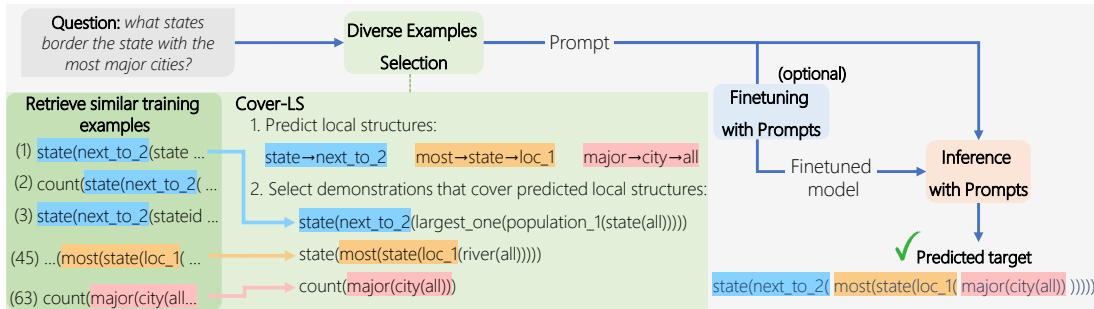 Question: what states
border the state with the
most major cities?
Diverse Examples
Selection
Prompt
(optional)
Finetuning
with Prompts
Finetuned
model
Inference
with Prompts
Predicted target
state(next_to_2( most(state(loc_1( major(city(all)) )))))
Retrieve similar training
examples
(1) state(next_to_2(state ...
(2) count(state(next_to_2( ...
(3) state(next_to_2(stateid ...
(45) ...(most(state(loc_1( ...
(63) count(major(city(all...
Cover-LS
1. Predict local structures:
state→next_to_2 most→state→loc_1 major→city→all
2. Select demonstrations that cover predicted local structures:
state(next_to_2(largest_one(population_1(state(all)))))
state(most(state(loc_1(river(all)))))
count(major(city(all)))